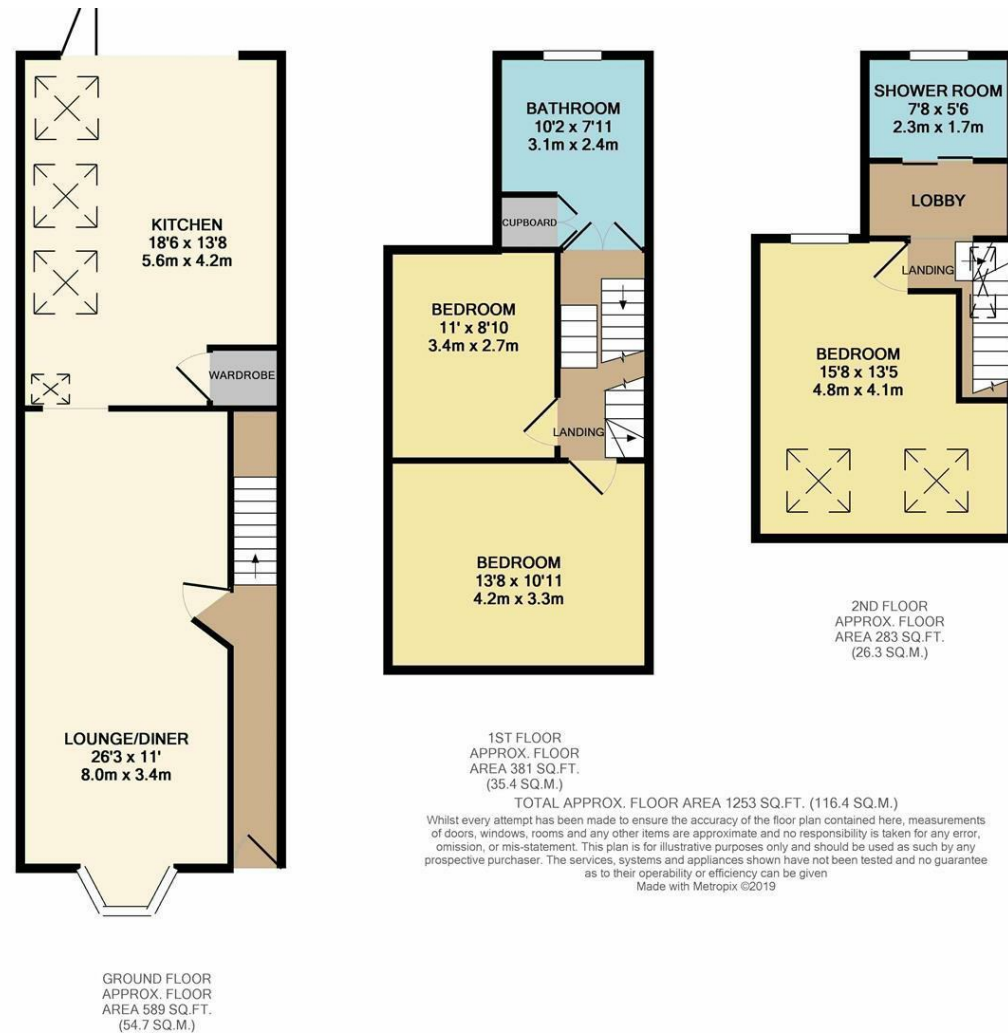 KITCHEN
18'6 x 13'8
5.6m x 4.2m
WARDROBE
LOUNGE/DINER
26'3 x 11'
8.0m x 3.4m
GROUND FLOOR
APPROX. FLOOR
AREA 589 SQ.FT.
(54.7 SQ.M.)
BATHROOM
10'2 x 7'11
3.1m x 2.4m
CUPBOARD
BEDROOM
11' x 8'10
3.4m x 2.7m
LANDING
BEDROOM
13'8 x 10'11
4.2m x 3.3m
1ST FLOOR
APPROX. FLOOR
AREA 381 SQ.FT.
(35.4 SQ.M.)
SHOWER ROOM
7'8 x 5'6
2.3m x 1.7m
LOBBY
LANDING
BEDROOM
15'8 x 13'5
4.8m x 4.1m
2ND FLOOR
APPROX. FLOOR
AREA 283 SQ.FT.
(26.3 SQ.M.)
TOTAL APPROX. FLOOR AREA 1253 SQ.FT. (116.4 SQ.M.)
Whilst every attempt has been made to ensure the accuracy of the floor plan contained here, measurements
of doors, windows, rooms and any other items are approximate and no responsibility is taken for any error,
omission, or mis-statement. This plan is for illustrative purposes only and should be used as such by any
prospective purchaser. The services, systems and appliances shown have not been tested and no guarantee
as to their operability or efficiency can be given
Made with Metropix ©2019